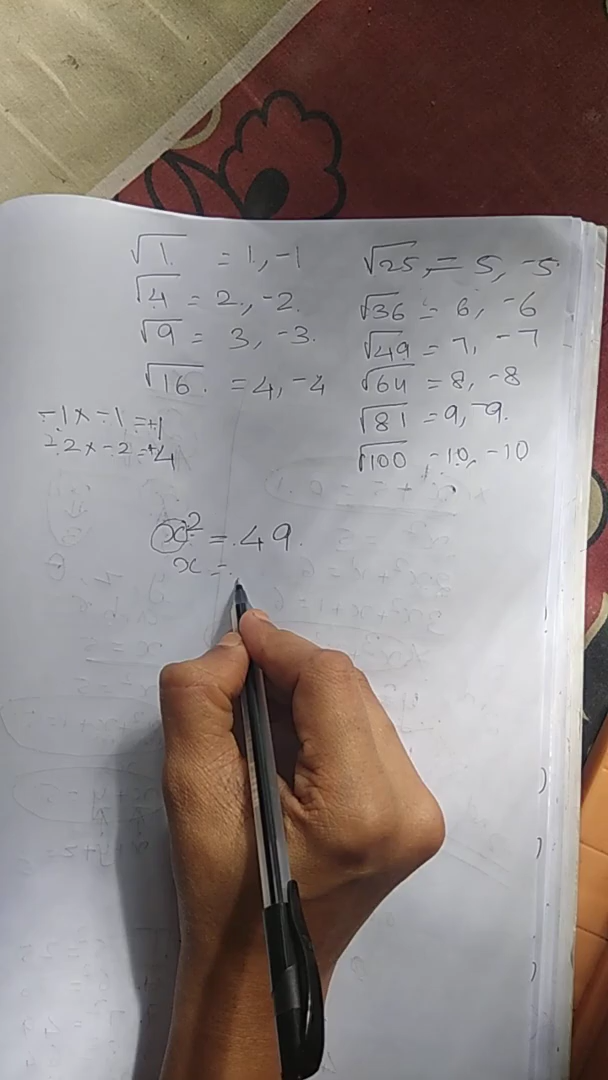 √1 = 1, -1
√4 = 2, -2.
√9 = 3, -3.
√16. = 4, -4
√25, = 5, -5.
√36 = 6, -6
√49 = 7, -7
√64 = 8, -8
√81 = 9, -9.
√100 -10, -10
-1 x -1 = +1
-2 x -2 = +4
x² = 49.
x =